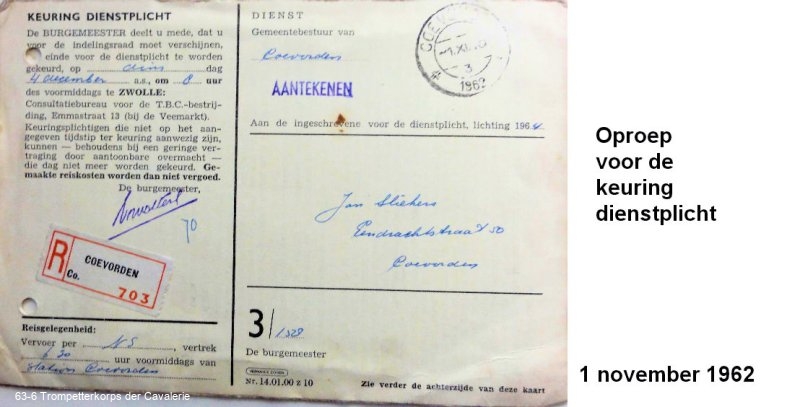 KEURING DIENSTPLICHT
De BURGEMEESTER deelt u mede, dat u
voor de indelingsraad moet verschijnen,
einde voor de dienstplicht te worden
gekeurd, op dins dag
4 december a.s., om 8 uur
des voormiddags te ZWOLLE:
Consultatiebureau voor de T.B.C.-bestrij-
ding, Emmastraat 13 (bij de Veemarkt).
Keuringsplichtigen die niet op het aan-
gegeven tijdstip ter keuring aanwezig zijn,
kunnen — behoudens bij een geringe ver-
traging door aantoonbare overmacht —
die dag niet meer worden gekeurd. Ge-
maakte reiskosten worden dan niet vergoed.
De burgemeester,
70
R
Co.
COEVORDEN
703
Reisgelegenheid:
Vervoer per NS, vertrek
6 30 uur voormiddags van
station Coevorden
63-6 Trompetterkorps der Cavalerie
DIENST
Gemeentebestuur van
Coevorden
AANTEKENEN
1962
Aan de ingeschrevene voor de dienstplicht, lichting 1964
Jan Sliekers
Eendrachtstraat 50
Coevorden
3/1528
De burgemeester
Nr. 14.01.00 z 10
Zie verder de achterzijde van deze kaart
Oproep
voor de
keuring
dienstplicht
1 november 1962